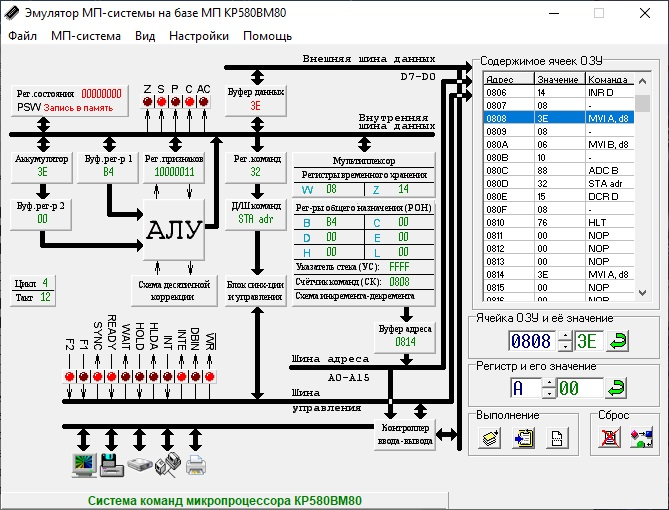 Эмулятор МП-системы на базе МП КР580ВМ80
Файл МП-система Вид Настройки Помощь
Внешняя шина данных
D7-D0
Рег.состояния 00000000
PSW Запись в память
Z S P C AC
Буфер данных
3E
Внутренняя
шина данных
Аккумулятор
3E
Буф.рег-р 1
B4
Рег.признаков
10000011
Рег.команд
32
Буф.рег-р 2
00
АЛУ
Д/Шкоманд
STA adr
Мультиплексор
Регистры временного хранения
W 08 Z 14
Рег-ры общего назначения (РОН)
B B4 C 00
D 00 E 00
H 00 L 00
Указатель стека (УС): FFFF
Счётчик команд (СК): 0808
Схема инкремента-декремента
Цикл 4
Такт 12
Схема десятичной
коррекции
Блок синх-ции
и управления
Буфер адреса
0814
F2 F1 SYNC READY WAIT HOLD HLDA INT INTE DBIN WR
Шина адреса
A0-A15
Шина
управления
Контроллер
ввода-вывода
Содержимое ячеек ОЗУ
Адрес Значение Команда
0806 14 INR D
0807 08 -
0808 3E MVI A, d8
0809 08 -
080A 06 MVI B, d8
080B 10 -
080C 88 ADC B
080D 32 STA adr
080E 15 DCR D
080F 08 -
0810 76 HLT
0811 00 NOP
0812 00 NOP
0813 00 NOP
0814 3E MVI A, d8
0815 00 NOP
0816 00 NOP
Ячейка ОЗУ и её значение
0808 3E
Регистр и его значение
A 00
Выполнение
Сброс
Система команд микропроцессора КР580ВМ80